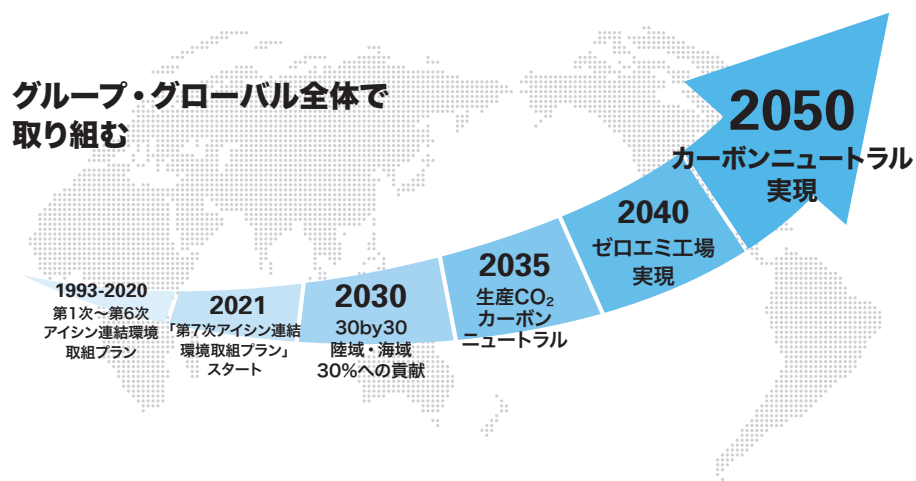 グループ・グローバル全体で
取り組む
1993-2020
第1次～第6次
アイシン連結環境
取組プラン
2021
「第7次アイシン連結
環境取組プラン」
スタート
2030
30by30
陸域・海域
30%への貢献
2035
生産CO₂
カーボン
ニュートラル
2040
ゼロエミ工場
実現
2050
カーボンニュートラル
実現